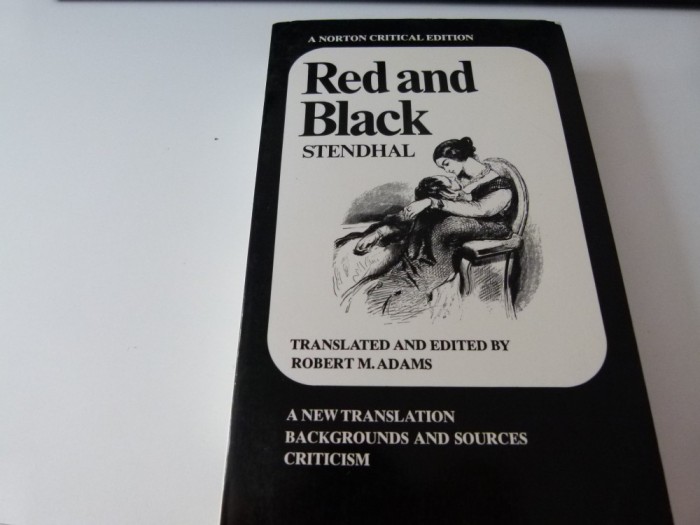 A NORTON CRITICAL EDITION
Red and
Black
STENDHAL
TRANSLATED AND EDITED BY
ROBERT M. ADAMS
A NEW TRANSLATION
BACKGROUNDS AND SOURCES
CRITICISM